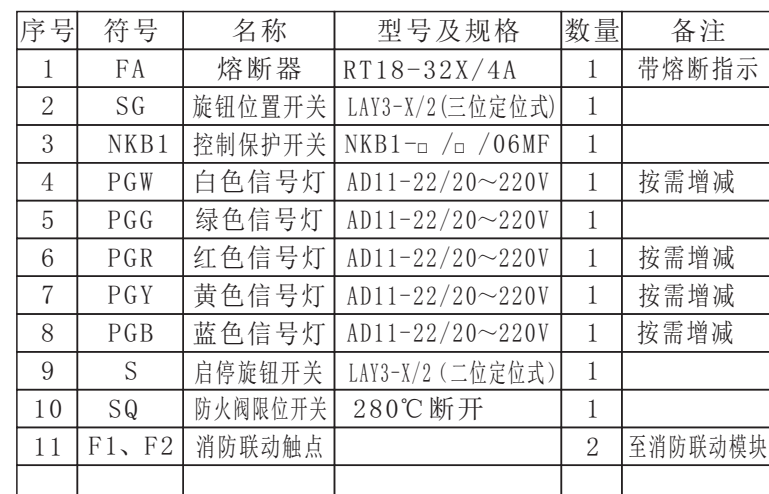 序号 符号 名称 型号及规格 数量 备注
1 FA 熔断器 RT18-32X/4A 1 带熔断指示
2 SG 旋钮位置开关 LAY3-X/2(三位定位式) 1
3 NKB1 控制保护开关 NKB1-□ /□ /06MF 1
4 PGW 白色信号灯 AD11-22/20~220V 1 按需增减
5 PGG 绿色信号灯 AD11-22/20~220V 1
6 PGR 红色信号灯 AD11-22/20~220V 1 按需增减
7 PGY 黄色信号灯 AD11-22/20~220V 1 按需增减
8 PGB 蓝色信号灯 AD11-22/20~220V 1 按需增减
9 S 启停旋钮开关 LAY3-X/2(二位定位式) 1
10 SQ 防火阀限位开关 280℃断开 1
11 F1、F2 消防联动触点 2 至消防联动模块